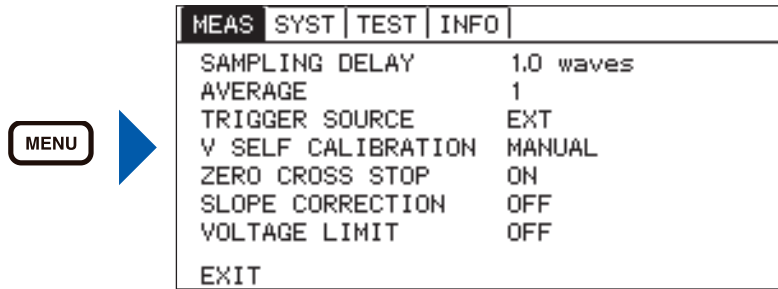 MENU
MEAS SYST TEST INFO
SAMPLING DELAY 1.0 waves
AVERAGE 1
TRIGGER SOURCE EXT
V SELF CALIBRATION MANUAL
ZERO CROSS STOP ON
SLOPE CORRECTION OFF
VOLTAGE LIMIT OFF
EXIT